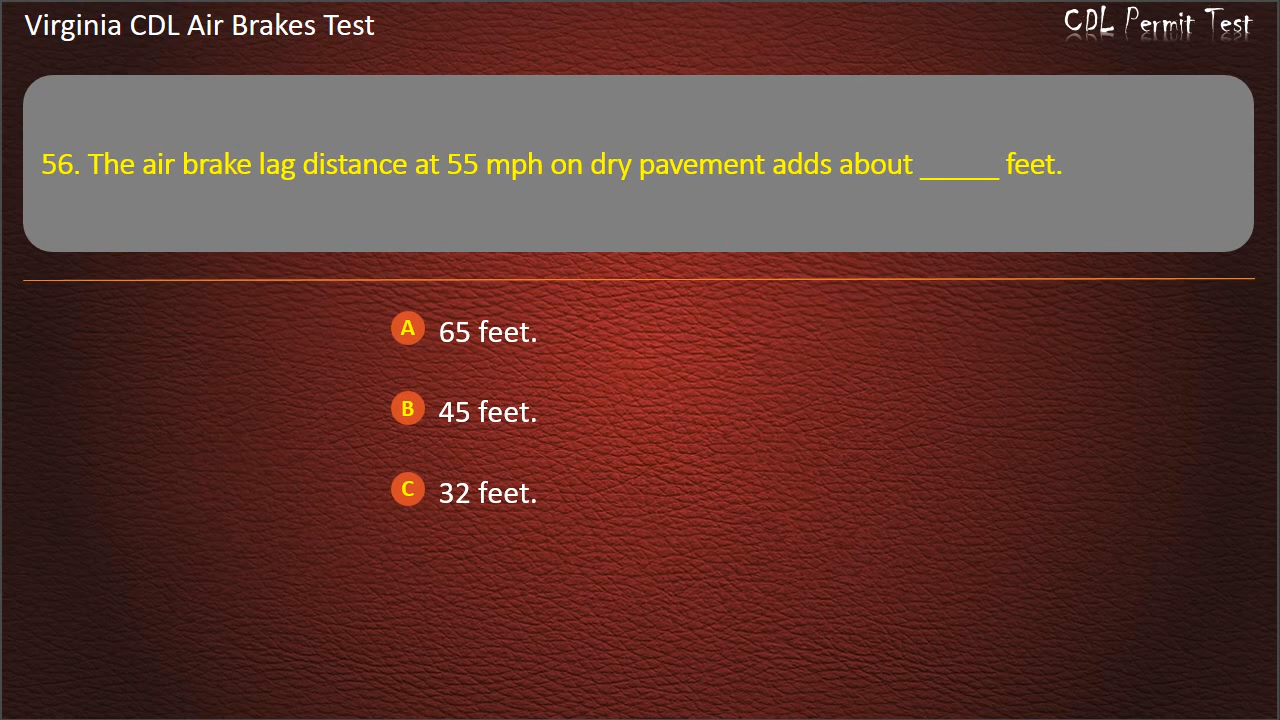 Virginia CDL Air Brakes Test
CDL Permit Test
56. The air brake lag distance at 55 mph on dry pavement adds about _____ feet.
A 65 feet.
B 45 feet.
C 32 feet.